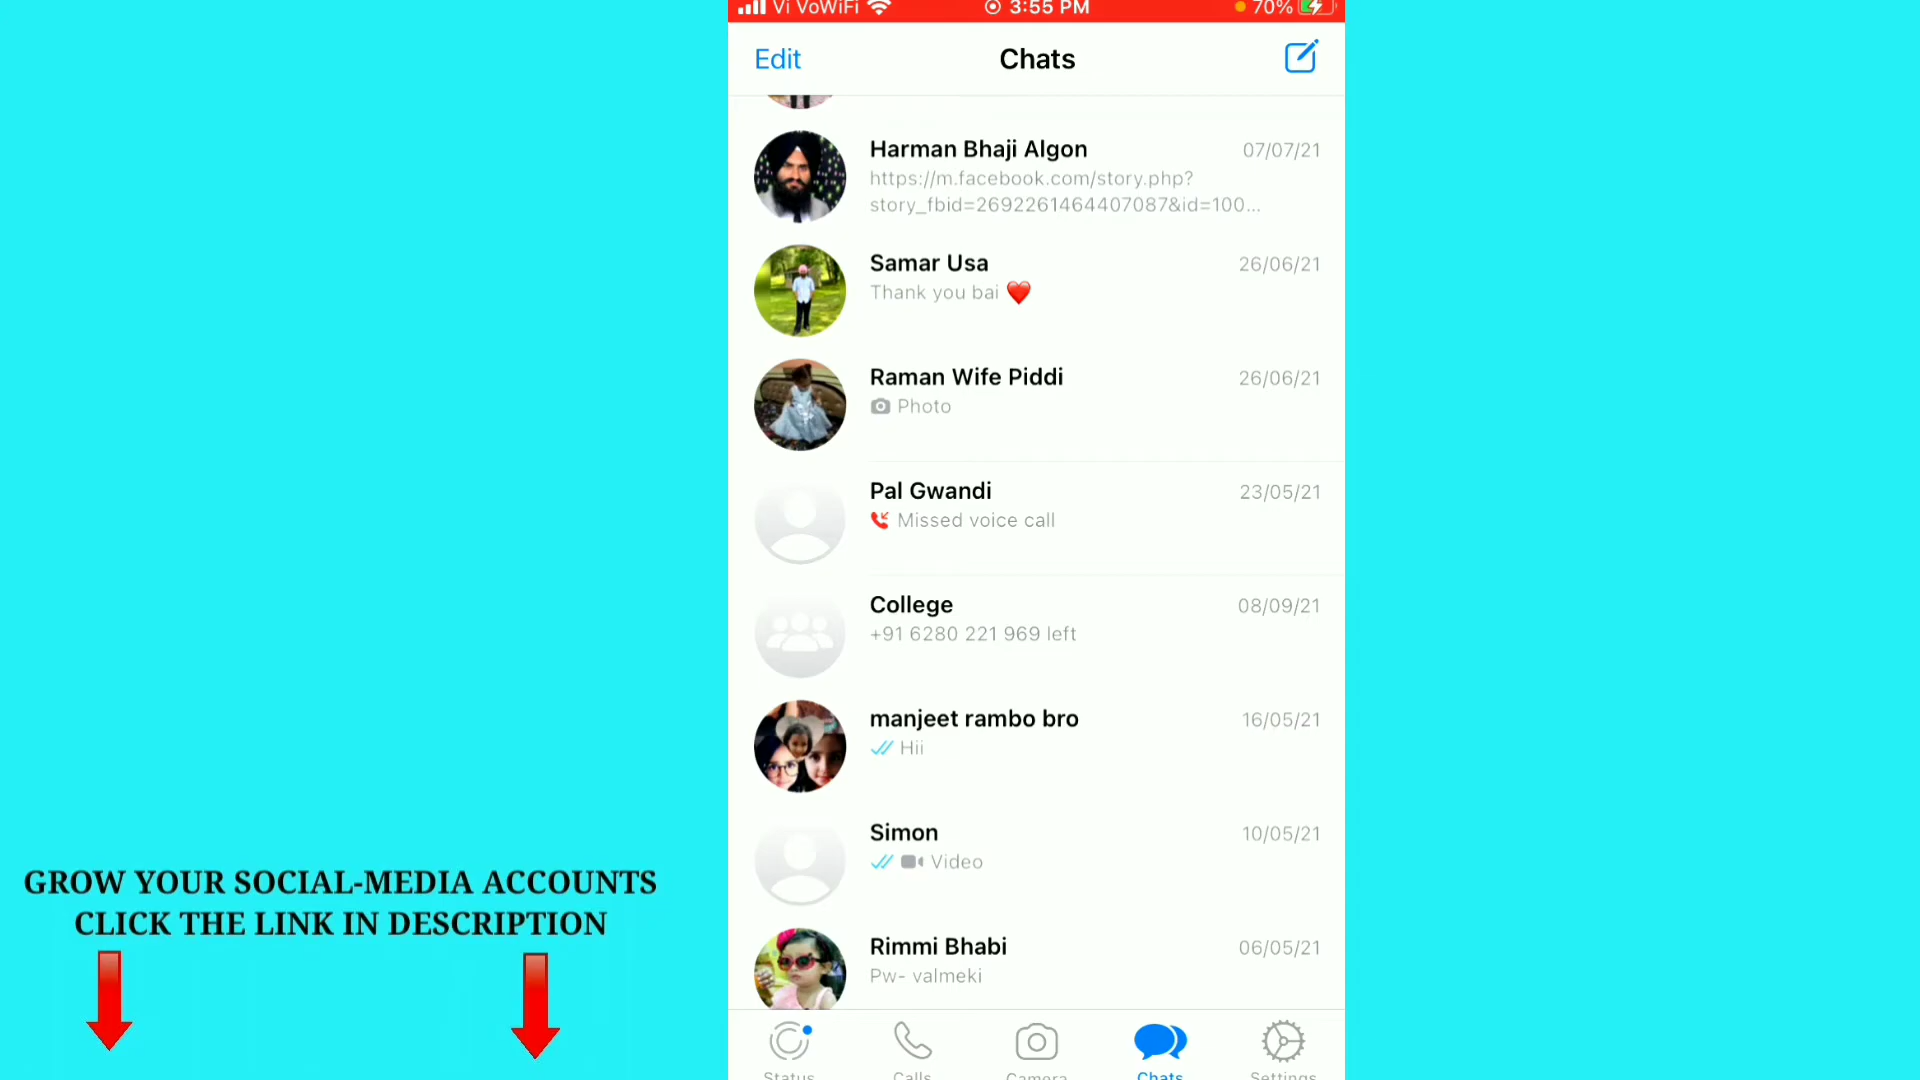 Vi VoWiFi 3:55 PM 70%
Edit Chats
Harman Bhaji Algon 07/07/21
https://m.facebook.com/story.php?
story_fbid=2692261464407087&id=100...
Samar Usa 26/06/21
Thank you bai ❤️
Raman Wife Piddi 26/06/21
Photo
Pal Gwandi 23/05/21
Missed voice call
College 08/09/21
+91 6280 221 969 left
manjeet rambo bro 16/05/21
Hii
Simon 10/05/21
Video
Rimmi Bhabi 06/05/21
Pw- valmeki
Status Calls Camera Chats Settings
GROW YOUR SOCIAL-MEDIA ACCOUNTS
CLICK THE LINK IN DESCRIPTION